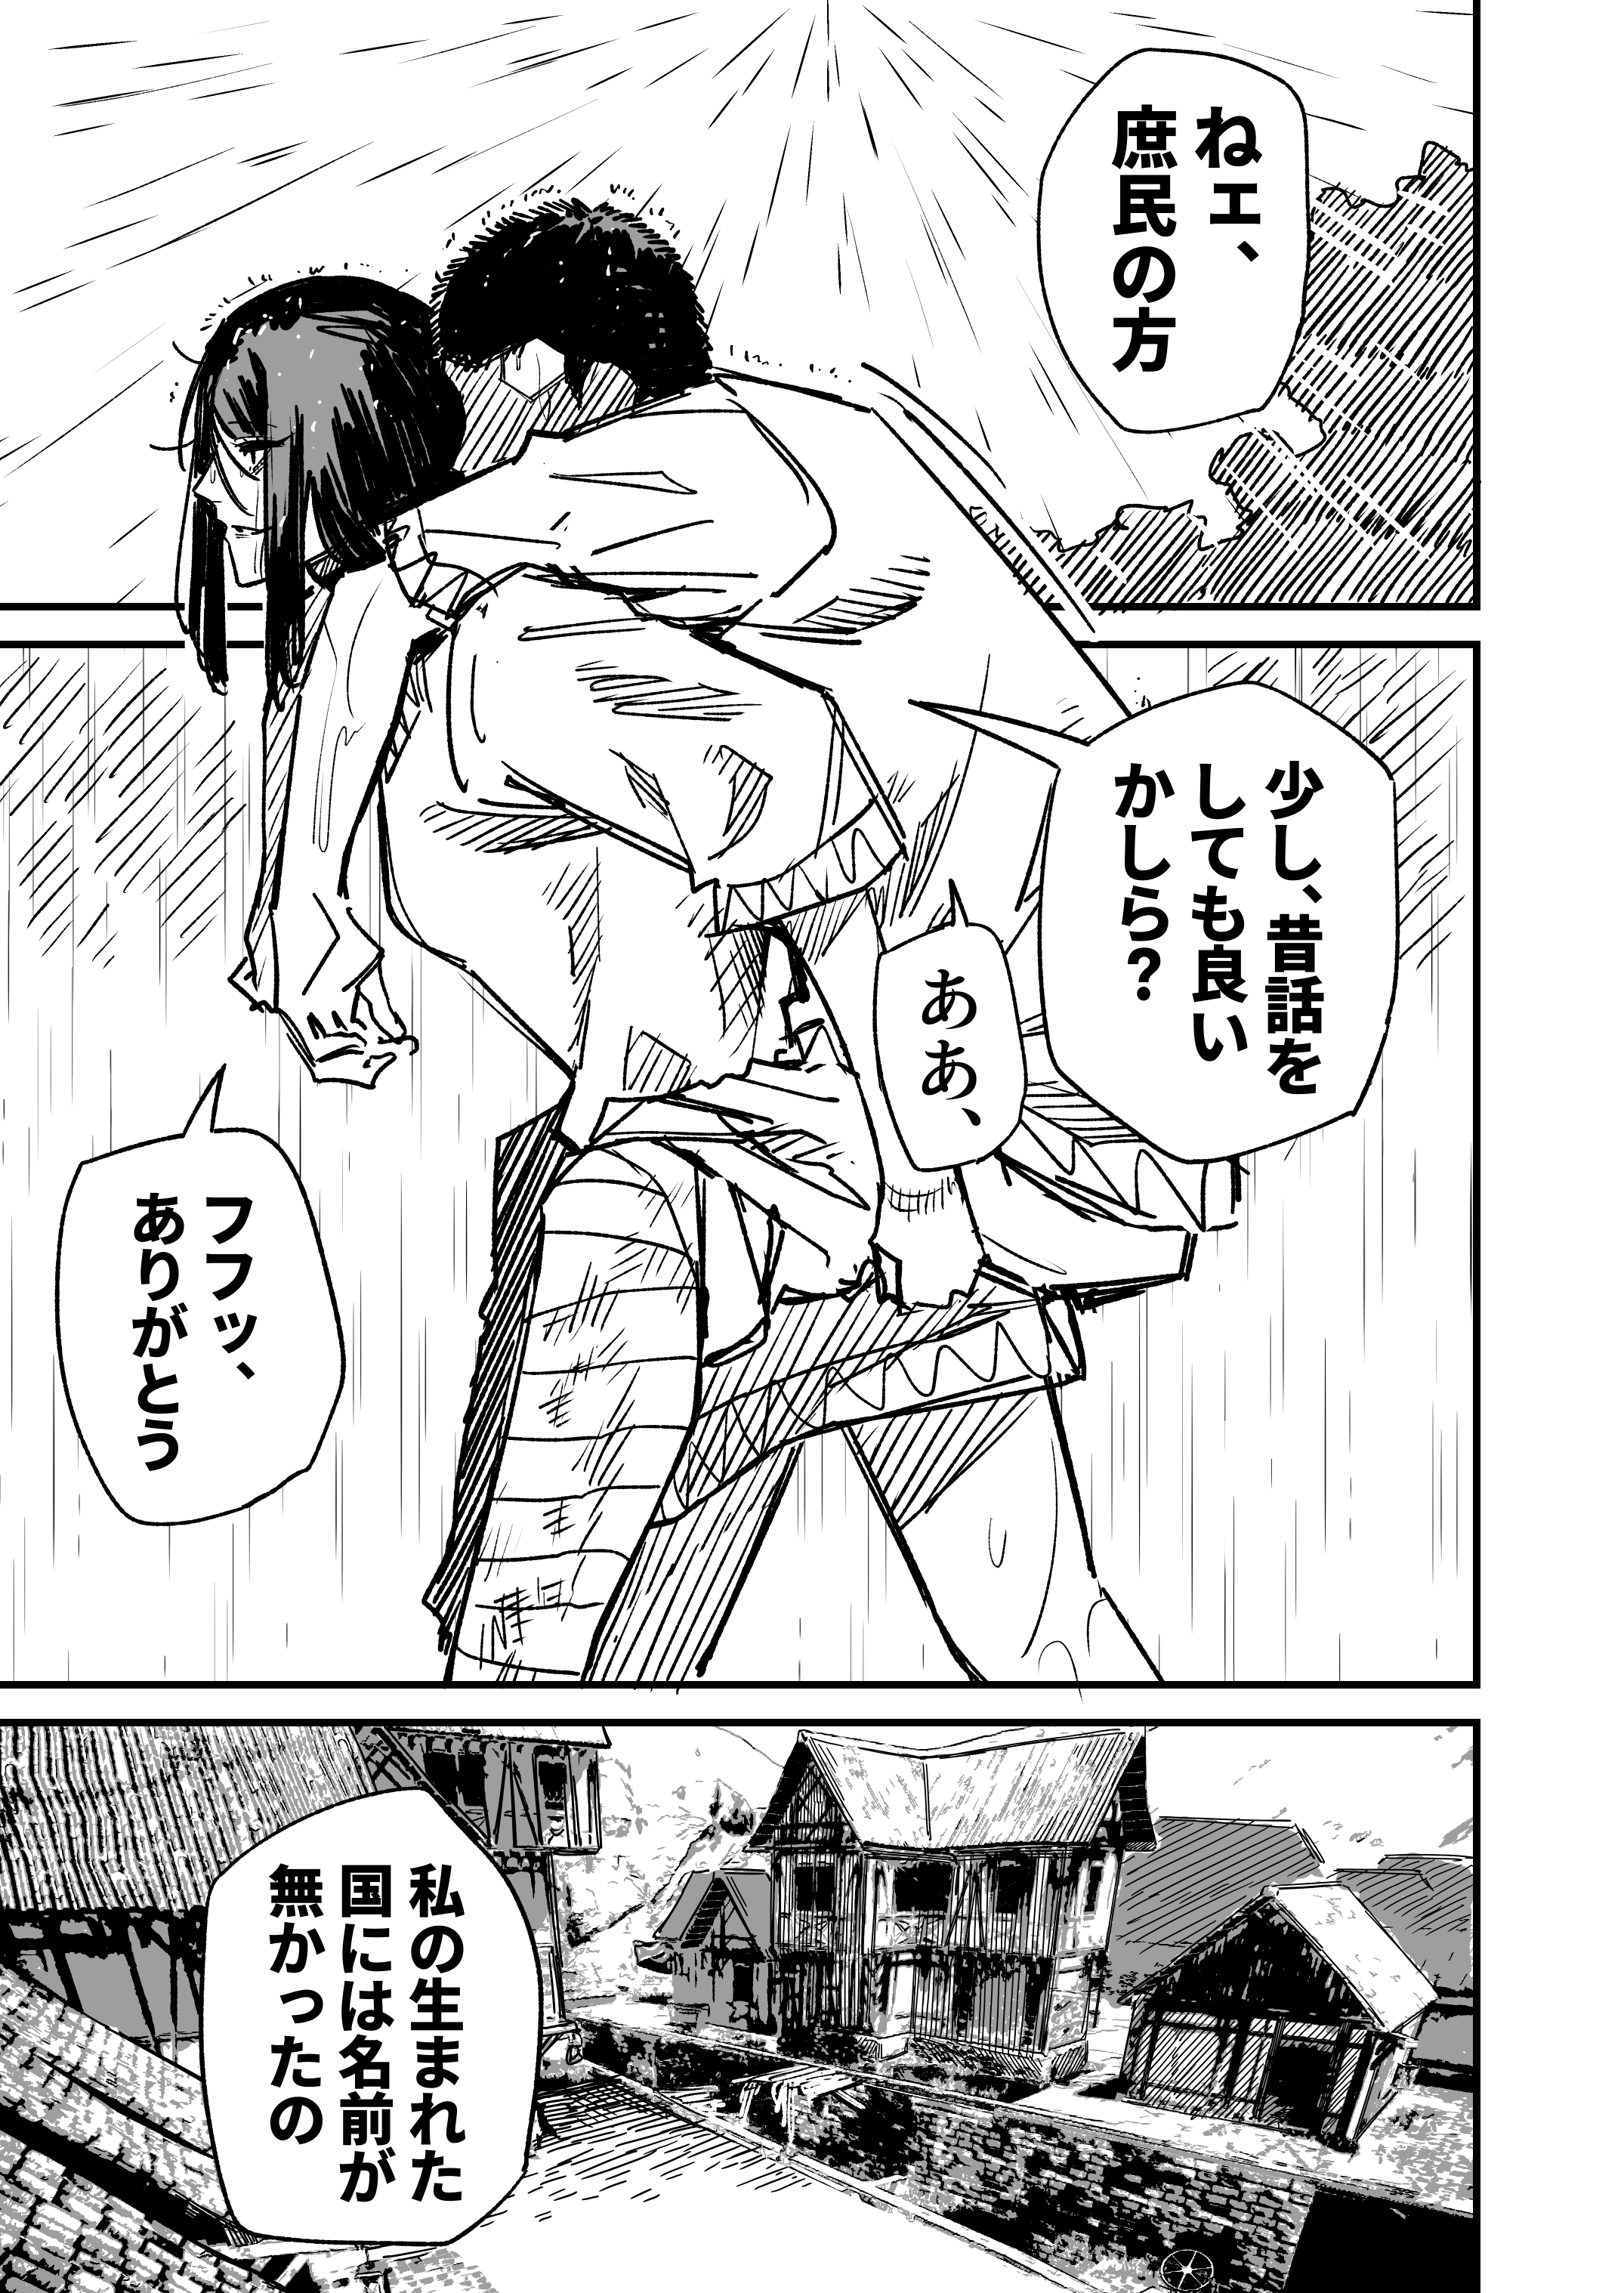 ねェ、
庶民の方
少し、昔話を
しても良い
かしら？
ああ、
フフッ、
ありがとう
私の生まれた
国には名前が
無かったの